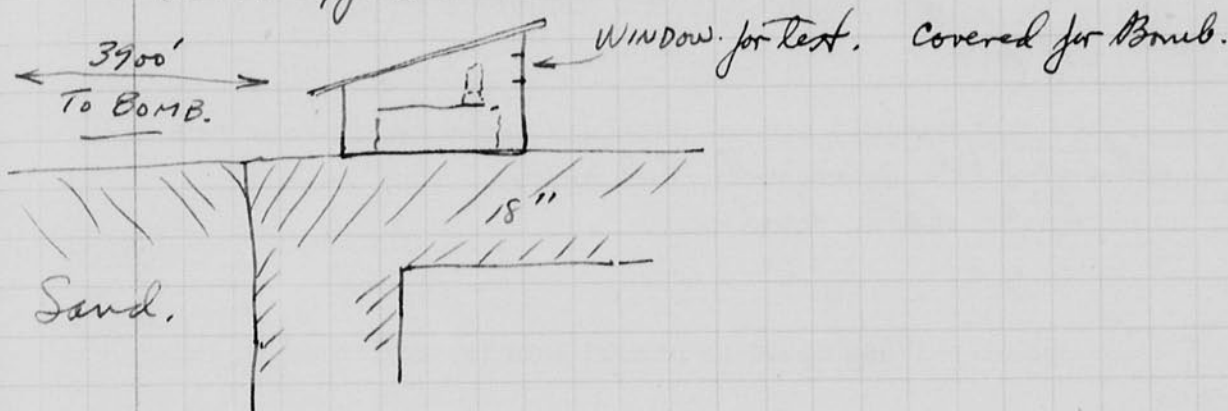 3900' WINDOW. for test. Covered for Bomb.
TO BOMB.
18"
Sand.